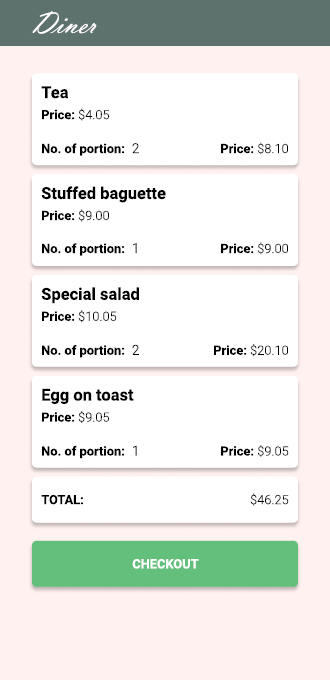 Diner
Tea
Price: $4.05
No. of portion: 2 Price: $8.10
Stuffed baguette
Price: $9.00
No. of portion: 1 Price: $9.00
Special salad
Price: $10.05
No. of portion: 2 Price: $20.10
Egg on toast
Price: $9.05
No. of portion: 1 Price: $9.05
TOTAL: $46.25
CHECKOUT